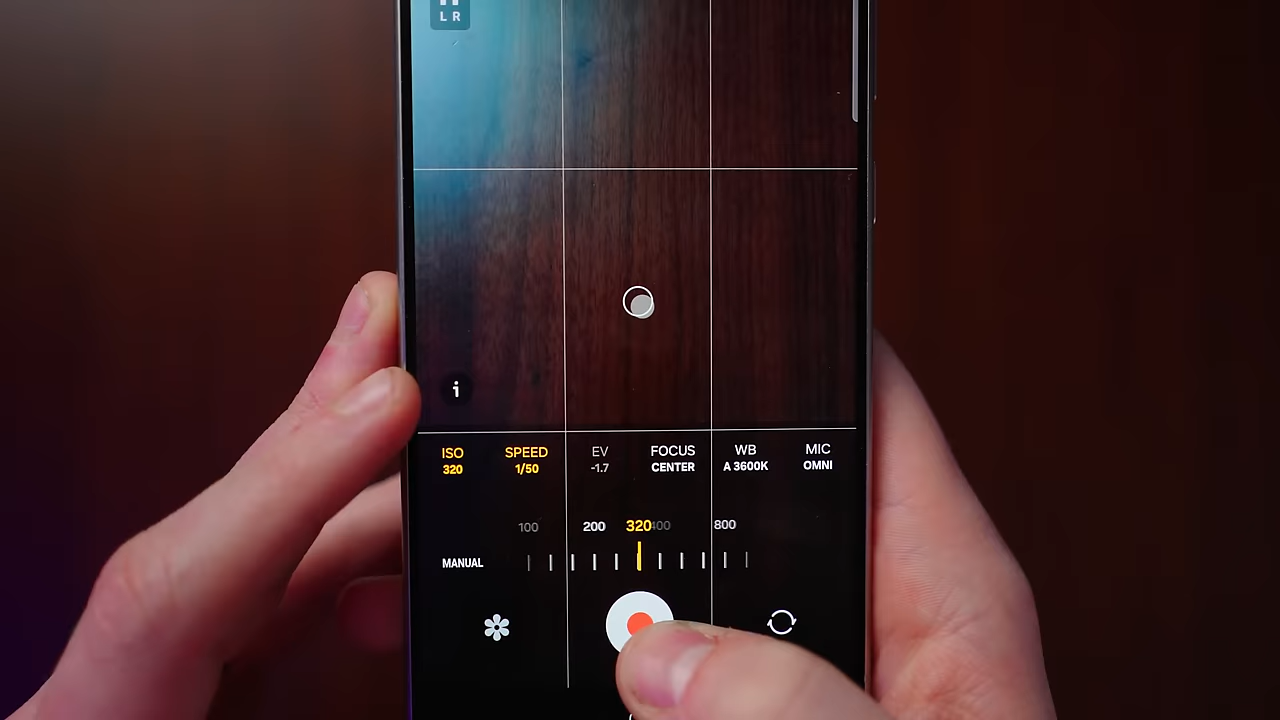 L R
i
ISO SPEED EV FOCUS WB MIC
320 1/50 -1.7 CENTER A 3600K OMNI
100 200 320 400 800
MANUAL